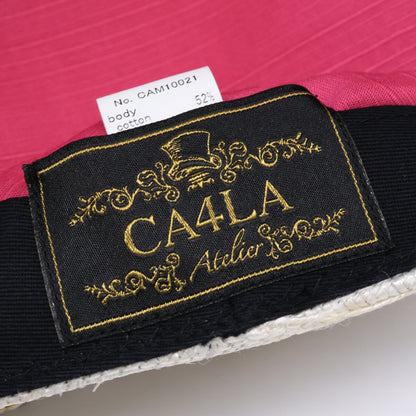 No. CAM10021
body 52%
cotton
CA4LA
Atelier